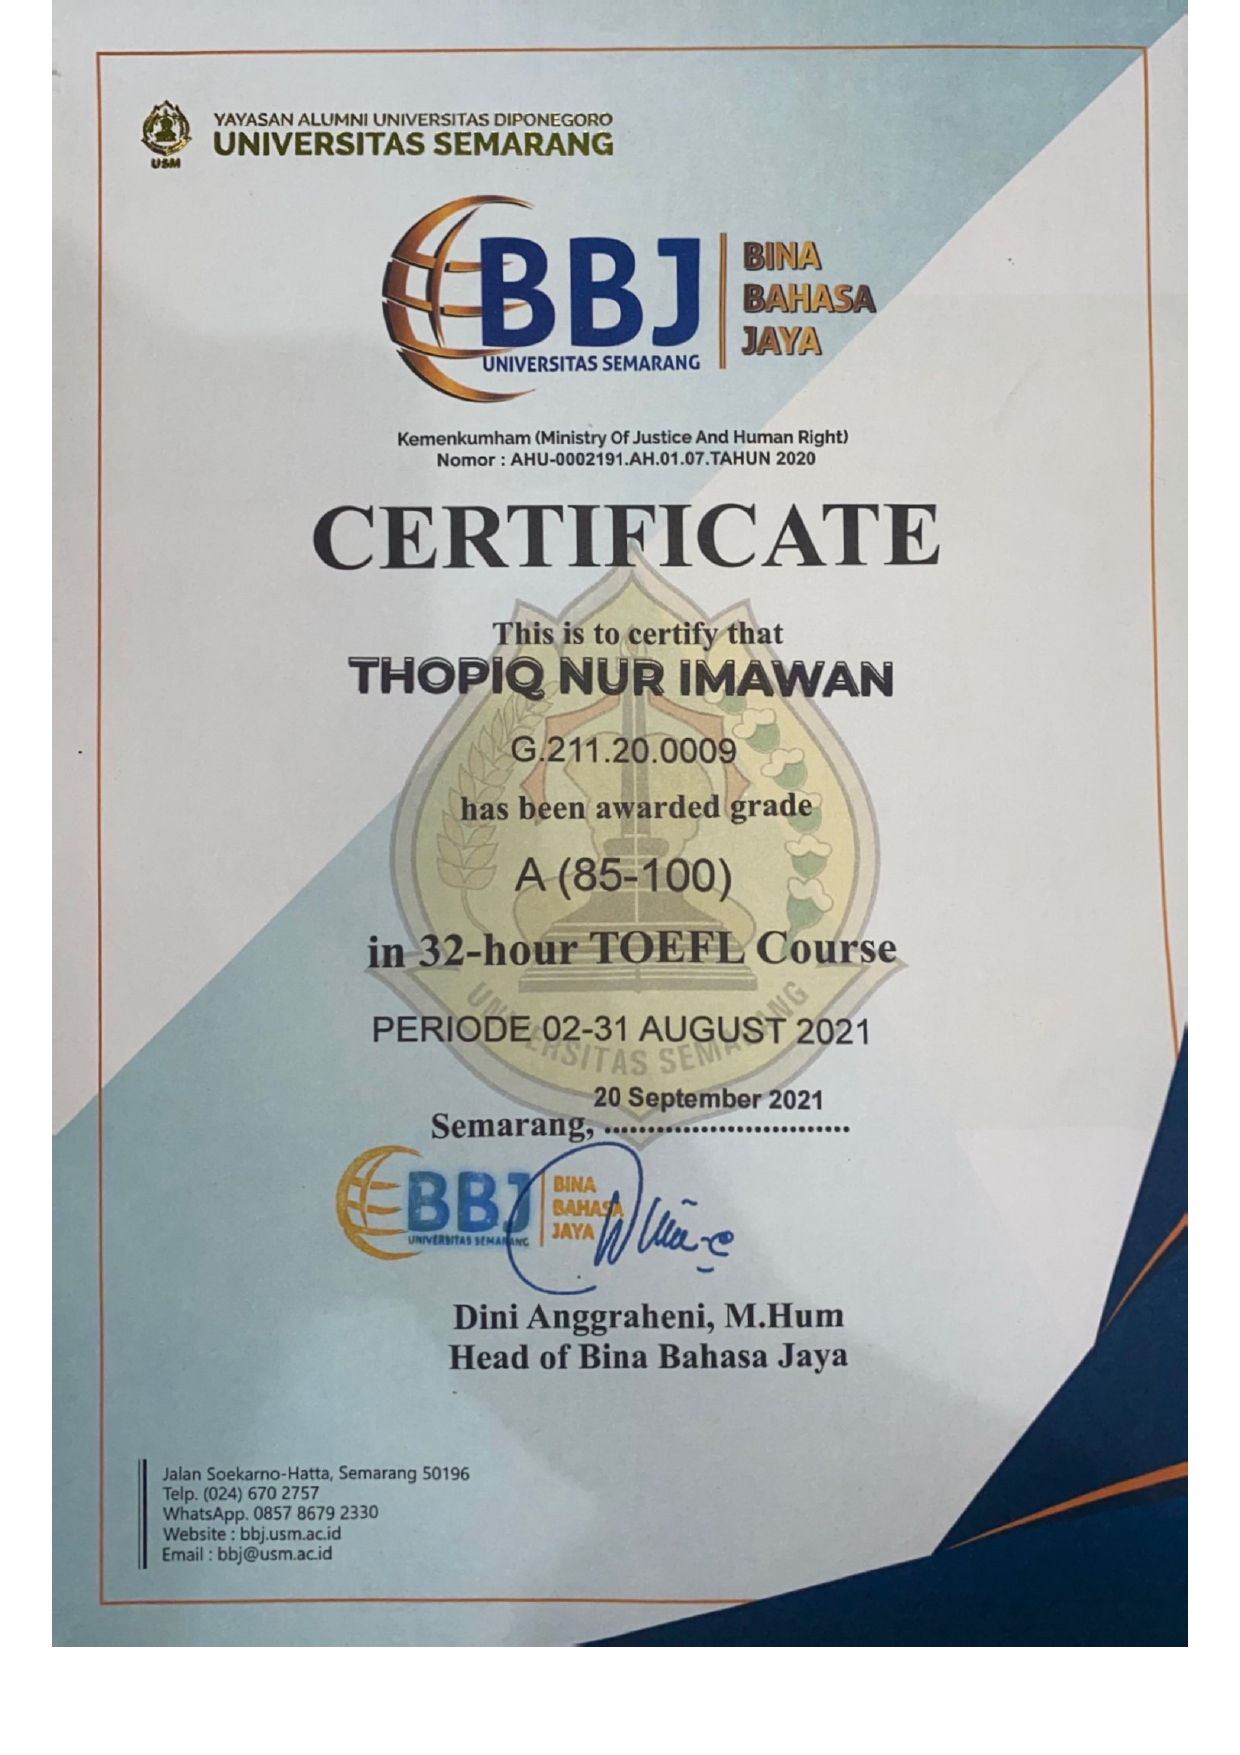 YAYASAN ALUMNI UNIVERSITAS DIPONEGORO
UNIVERSITAS SEMARANG
USM
BBJ
UNIVERSITAS SEMARANG
BINA
BAHASA
JAYA
Kemenkumham (Ministry Of Justice And Human Right)
Nomor : AHU-0002191.AH.01.07.TAHUN 2020
CERTIFICATE
This is to certify that
THOPIQ NUR IMAWAN
G.211.20.0009
has been awarded grade
A (85-100)
in 32-hour TOEFL Course
UNIVERSITAS SEMARANG
PERIODE 02-31 AUGUST 2021
20 September 2021
Semarang, ............................
BBJ
UNIVERSITAS SEMARANG
BINA
BAHASA
JAYA
Dini Anggraheni, M.Hum
Head of Bina Bahasa Jaya
Jalan Soekarno-Hatta, Semarang 50196
Telp. (024) 670 2757
WhatsApp. 0857 8679 2330
Website : bbj.usm.ac.id
Email : bbj@usm.ac.id